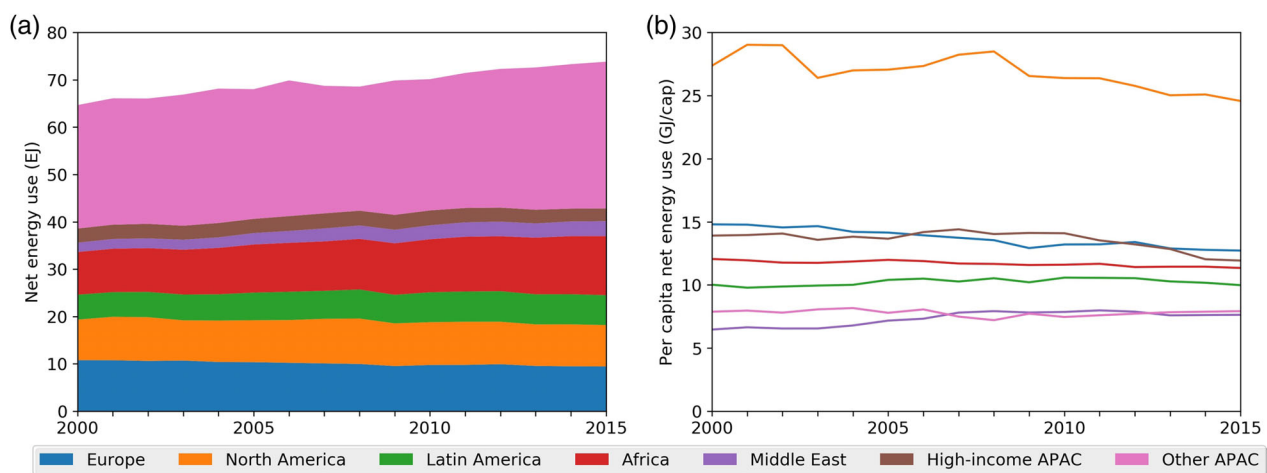 (a)
Net energy use (EJ)
80
70
60
50
40
30
20
10
0
2000 2005 2010 2015
(b)
Per capita net energy use (GJ/cap)
30
25
20
15
10
5
0
2000 2005 2010 2015
Europe North America Latin America Africa Middle East High-income APAC Other APAC